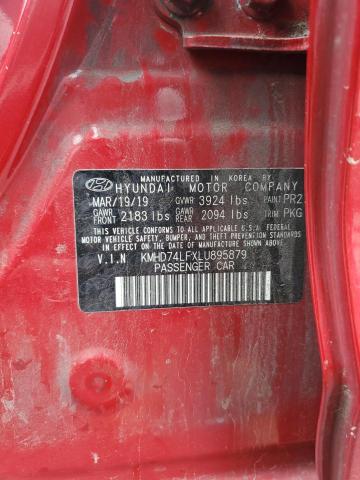 MANUFACTURED IN KOREA BY
HYUNDAI MOTOR COMPANY
MAR/19/19 GVWR 3924 lbs PAINT PR2
GAWR FRONT 2183 lbs GAWR REAR 2094 lbs TRIM PKG
THIS VEHICLE CONFORMS TO ALL APPLICABLE U.S.A
FEDERAL MOTOR VEHICLE SAFETY, BUMPER, AND THEFT
PREVENTION STANDARDS IN EFFECT ON THE DATE OF
MANUFACTURE SHOWN ABOVE.
V.I.N KMHD74LFXLU895879
PASSENGER CAR